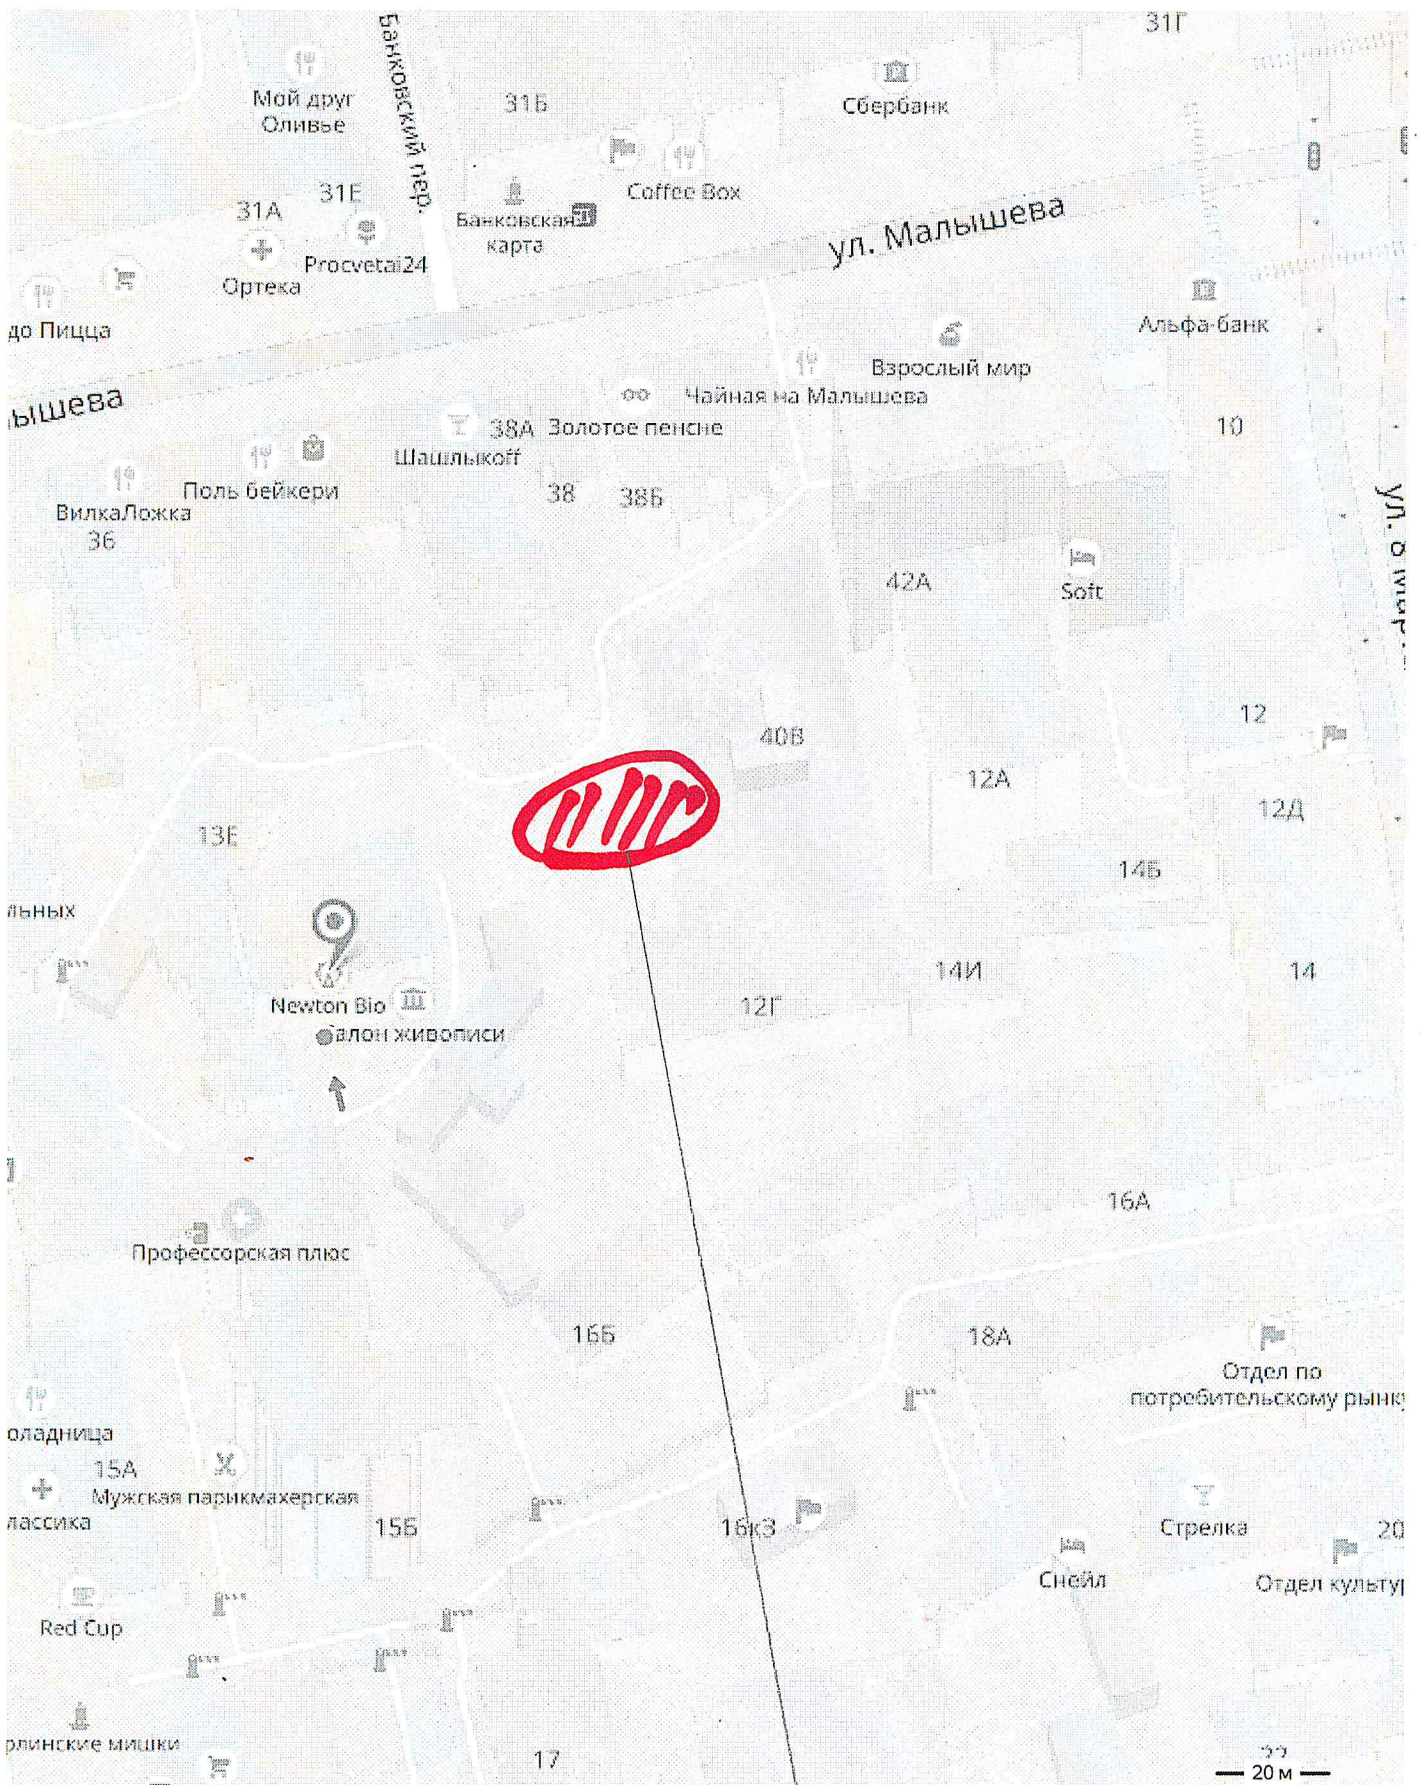 31Г
Банковский пер.
Мой друг
Оливье
31Б
Сбербанк
Coffee Box
31Е
31А
Банковская
карта
ул. Малышева
Procvetai24
Ортека
до Пицца
Альфа-банк
Взрослый мир
Чайная на Малышева
ышева
38А
Золотое пенсне
10
Шашлыкоff
Поль бейкери
38
38Б
ВилкаЛожка
36
ул. 8 Мар
42А
Soft
12
40В
12А
12Д
13Е
14Б
льных
14И
14
Newton Bio
12Г
алон живописи
16А
Профессорская плюс
16Б
18А
Отдел по
потребительскому рынк
оладница
15А
Мужская парикмахерская
лассика
15Б
16к3
Стрелка
20
Снейл
Отдел культур
Red Cup
рлинские мишки
17
22
20 м